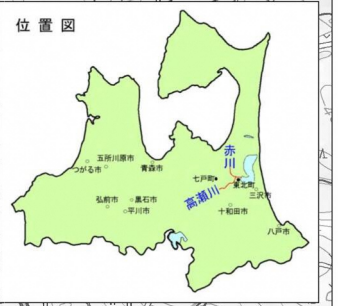 位置図
赤川
五所川原市
つがる市
青森市
七戸町
東北町
高瀬川
三沢市
弘前市
黒石市
平川市
十和田市
八戸市